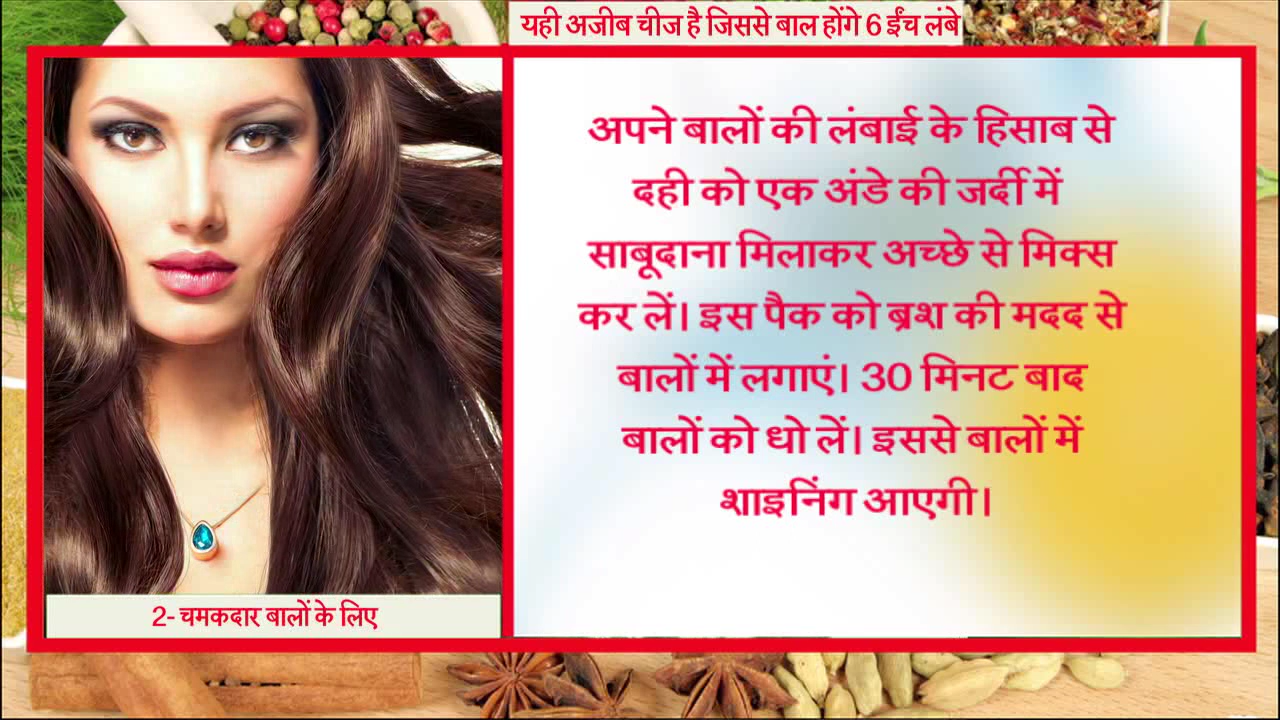 यही अजीब चीज है जिससे बाल होंगे 6 ईंच लंबे
अपने बालों की लंबाई के हिसाब से
दही को एक अंडे की जर्दी में
साबूदाना मिलाकर अच्छे से मिक्स
कर लें। इस पैक को ब्रश की मदद से
बालों में लगाएं। 30 मिनट बाद
बालों को धो लें। इससे बालों में
शाइनिंग आएगी।
2- चमकदार बालों के लिए